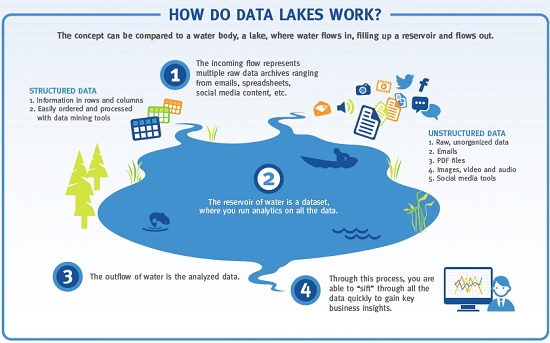 HOW DO DATA LAKES WORK?
The concept can be compared to a water body, a lake, where water flows in, filling up a reservoir and flows out.
1
The incoming flow represents
multiple raw data archives ranging
from emails, spreadsheets,
social media content, etc.
STRUCTURED DATA
1. Information in rows and columns
2. Easily ordered and processed
with data mining tools
UNSTRUCTURED DATA
1. Raw, unorganized data
2. Emails
3. PDF files
4. Images, video and audio
5. Social media tools
2
The reservoir of water is a dataset,
where you run analytics on all the data.
3
The outflow of water is the analyzed data.
4
Through this process, you are
able to “sift” through all the
data quickly to gain key
business insights.